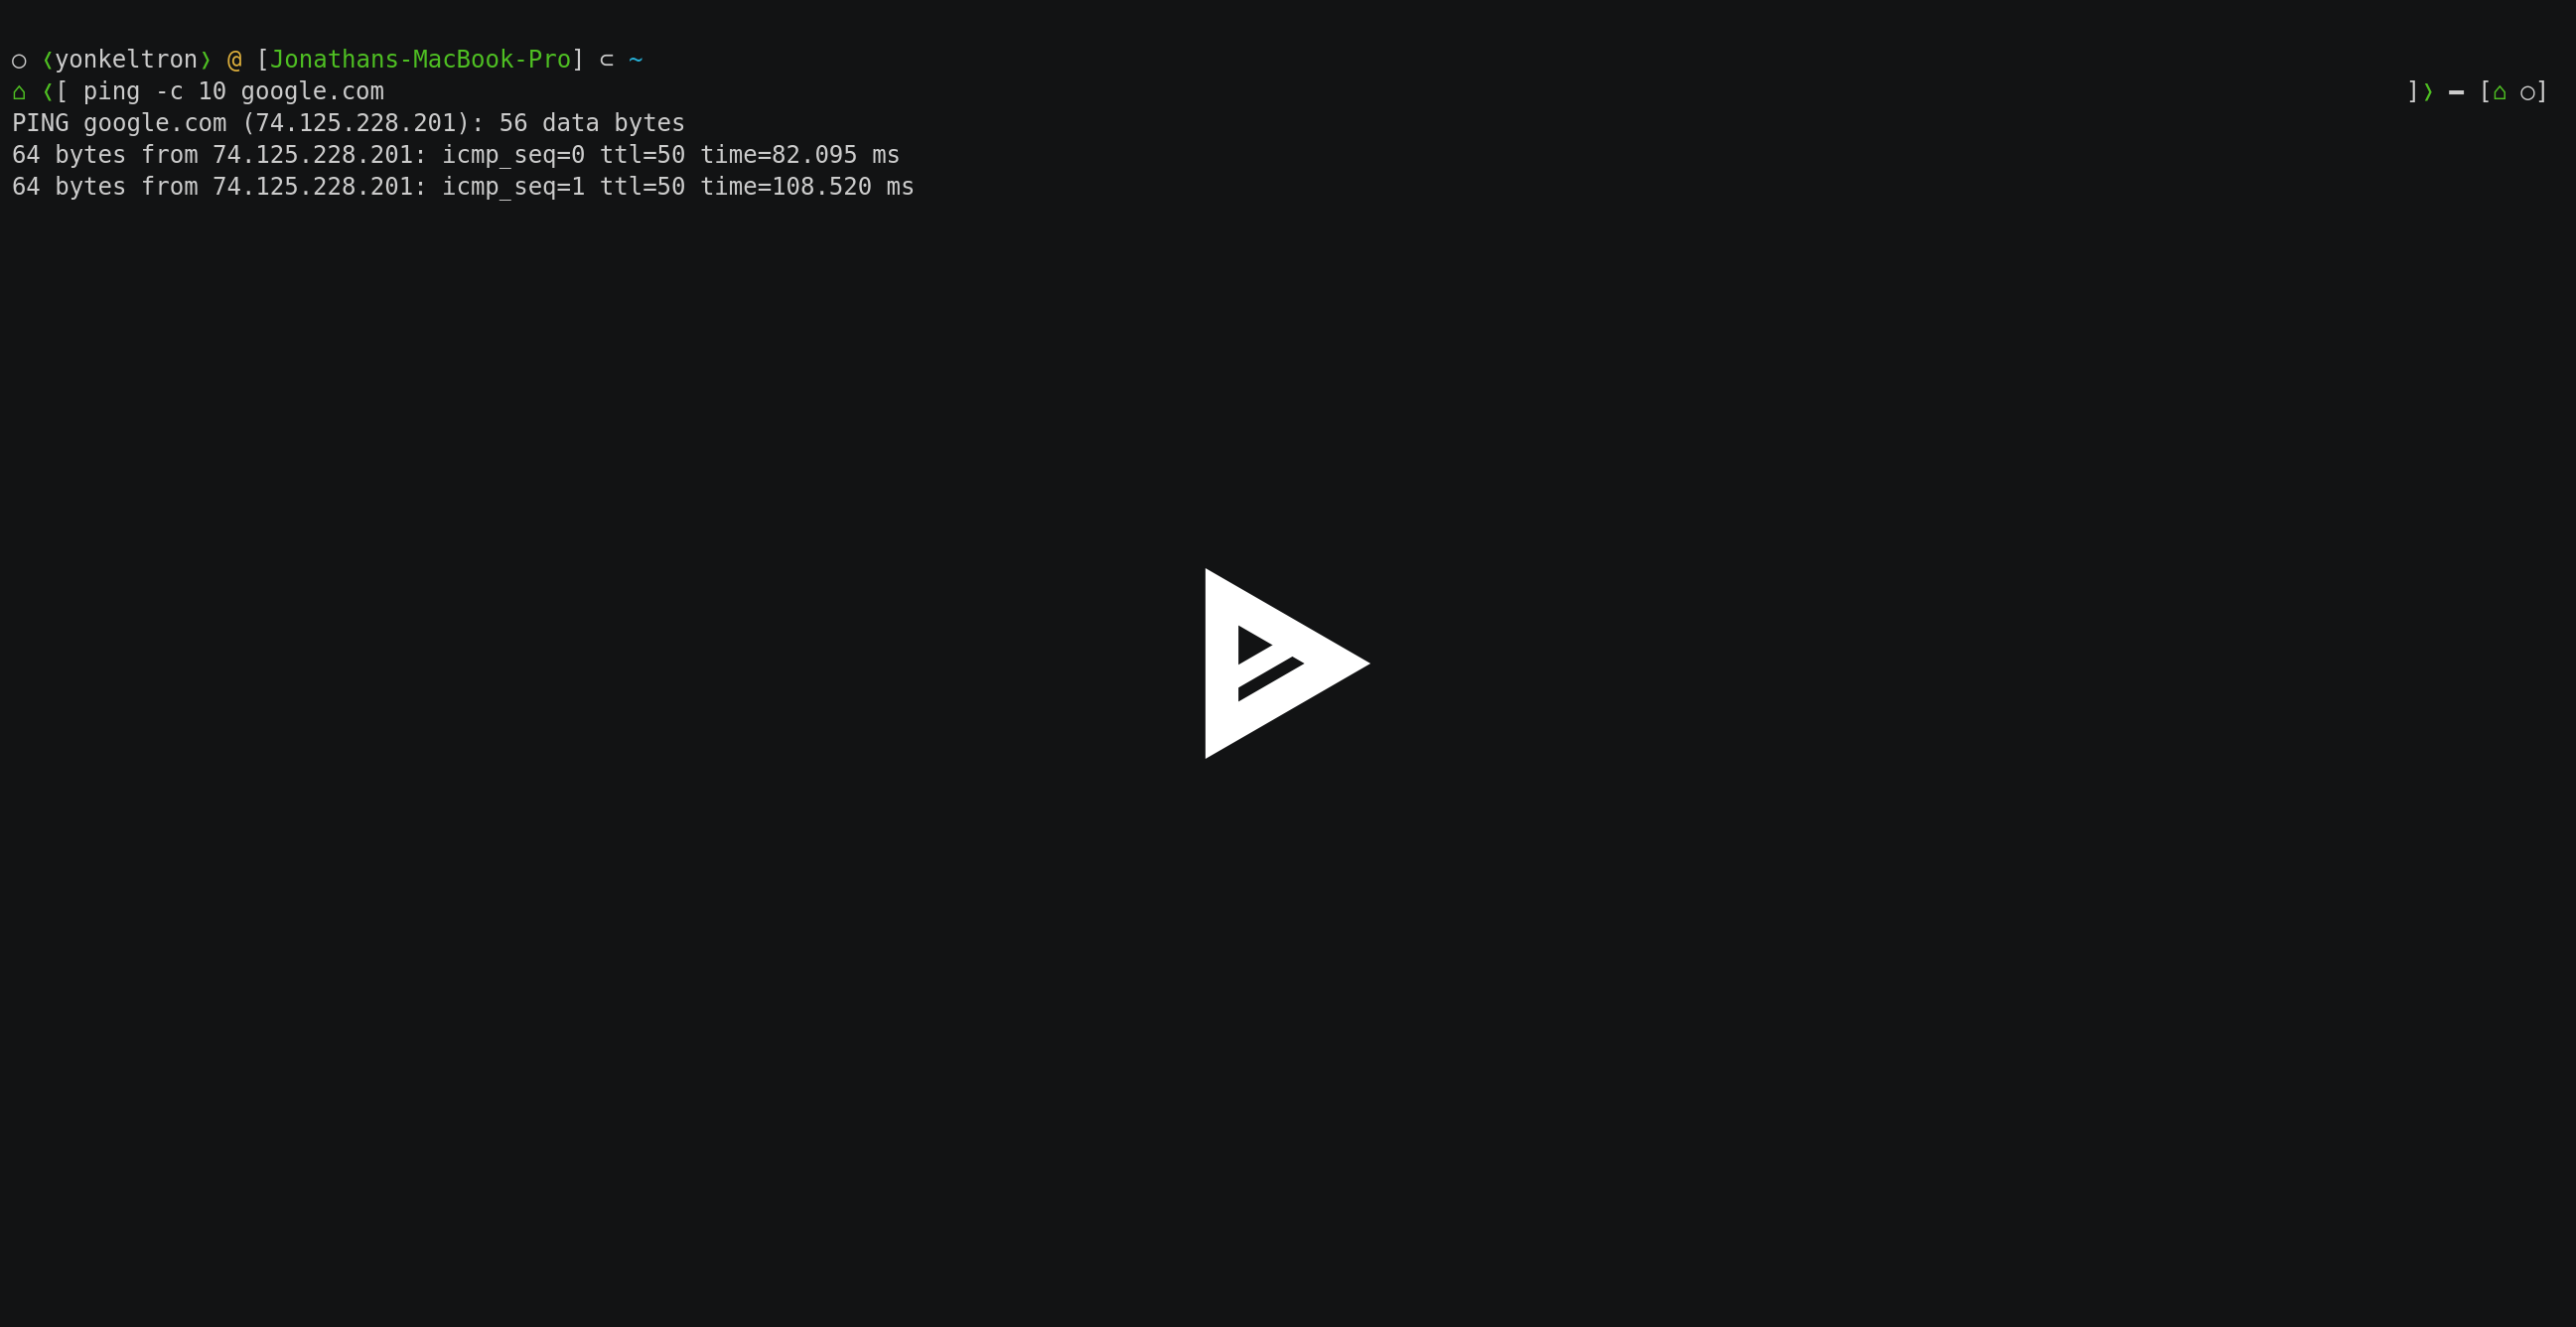 ○ ❬yonkeltron❭ @ [Jonathans-MacBook-Pro] ⊂ ~
⌂ ❬[ ping -c 10 google.com ]❭ − [⌂ ○]
PING google.com (74.125.228.201): 56 data bytes
64 bytes from 74.125.228.201: icmp_seq=0 ttl=50 time=82.095 ms
64 bytes from 74.125.228.201: icmp_seq=1 ttl=50 time=108.520 ms